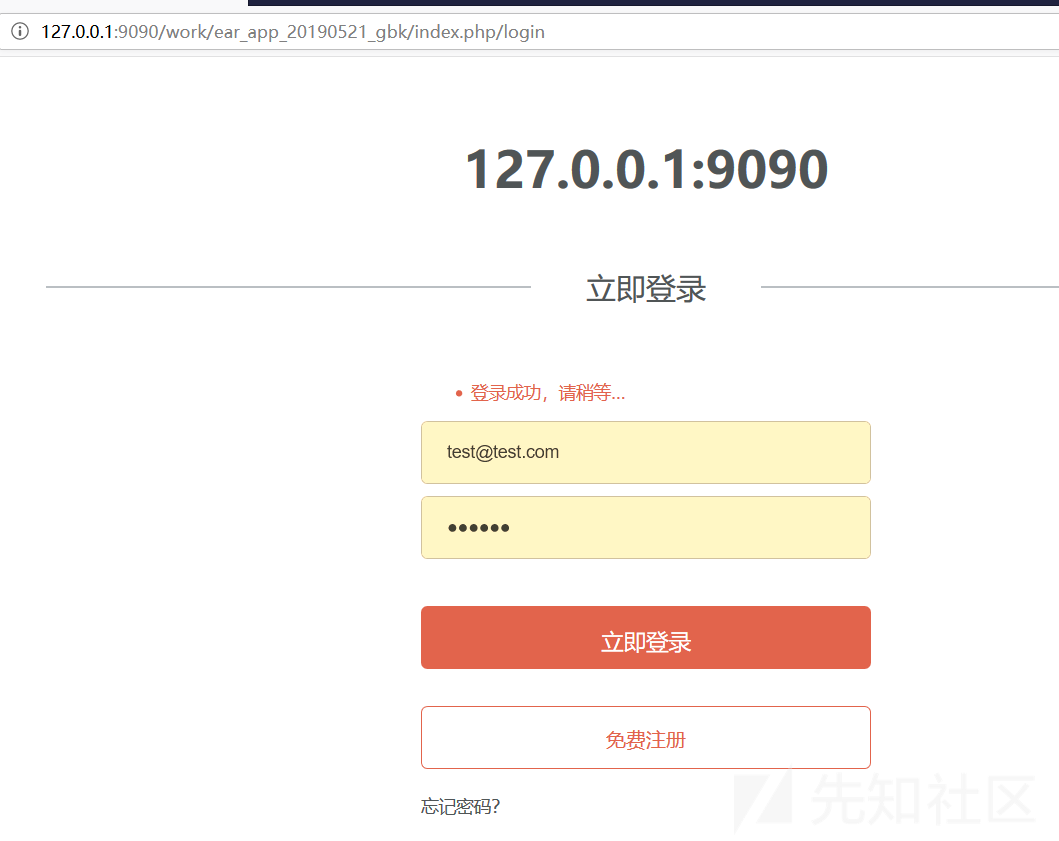 127.0.0.1:9090/work/ear_app_20190521_gbk/index.php/login
127.0.0.1:9090
立即登录
• 登录成功，请稍等...
test@test.com
••••••
立即登录
免费注册
忘记密码?
先知社区